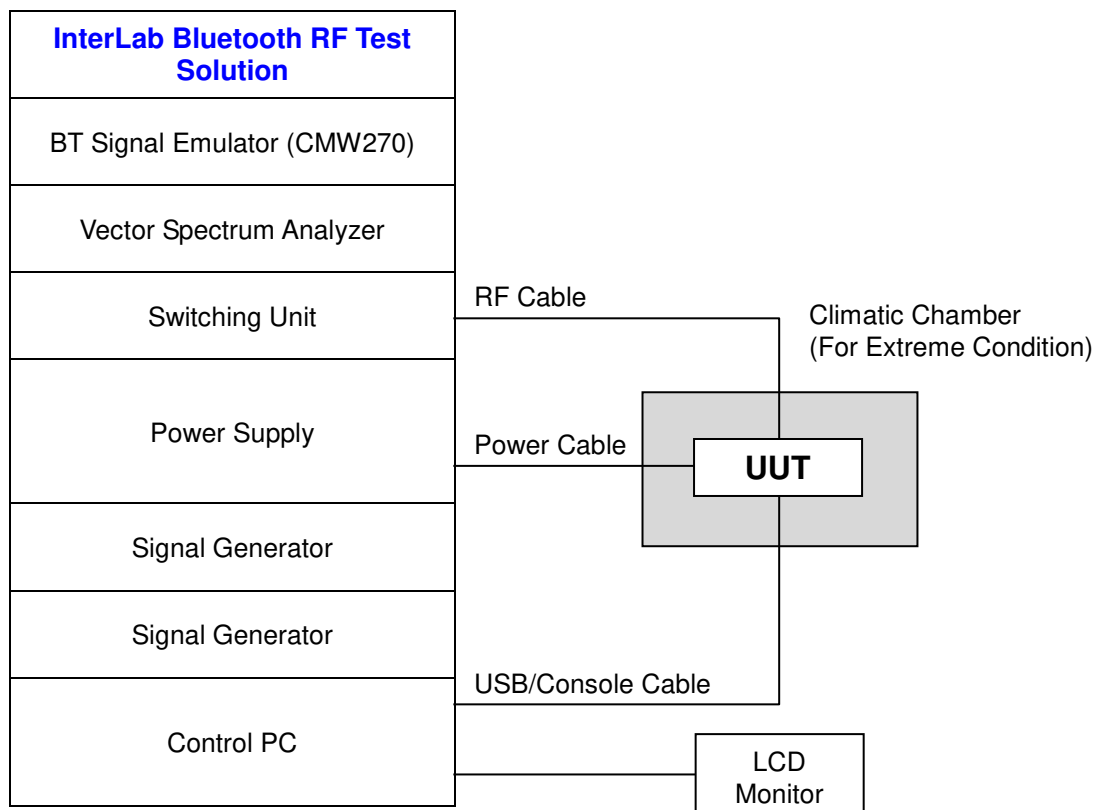 InterLab Bluetooth RF Test
Solution
BT Signal Emulator (CMW270)
Vector Spectrum Analyzer
Switching Unit
Power Supply
Signal Generator
Signal Generator
Control PC
RF Cable
Power Cable
USB/Console Cable
Climatic Chamber
(For Extreme Condition)
UUT
LCD
Monitor